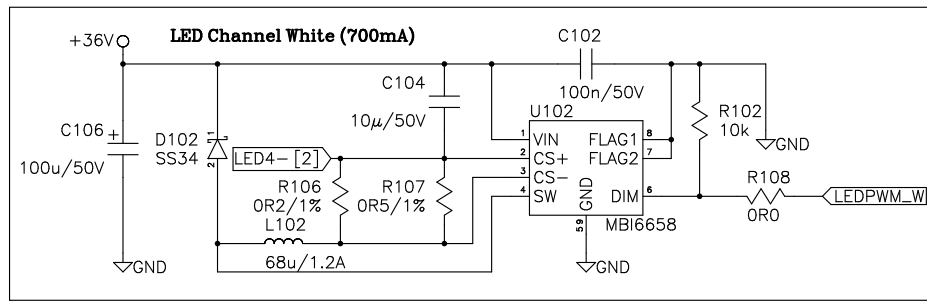 LED Channel White (700mA)
+36V
C102
100n/50V
C104
10μ/50V
C106
+
100u/50V
D102
SS34
1
2
LED4- [2]
R106
0R2/1%
R107
0R5/1%
L102
68u/1.2A
U102
1 VIN
2 CS+
3 CS-
4 SW
FLAG1 8
FLAG2 7
DIM 6
GND
5 9
MBI6658
R102
10k
R108
0R0
LEDPWM_W
GND
GND
GND